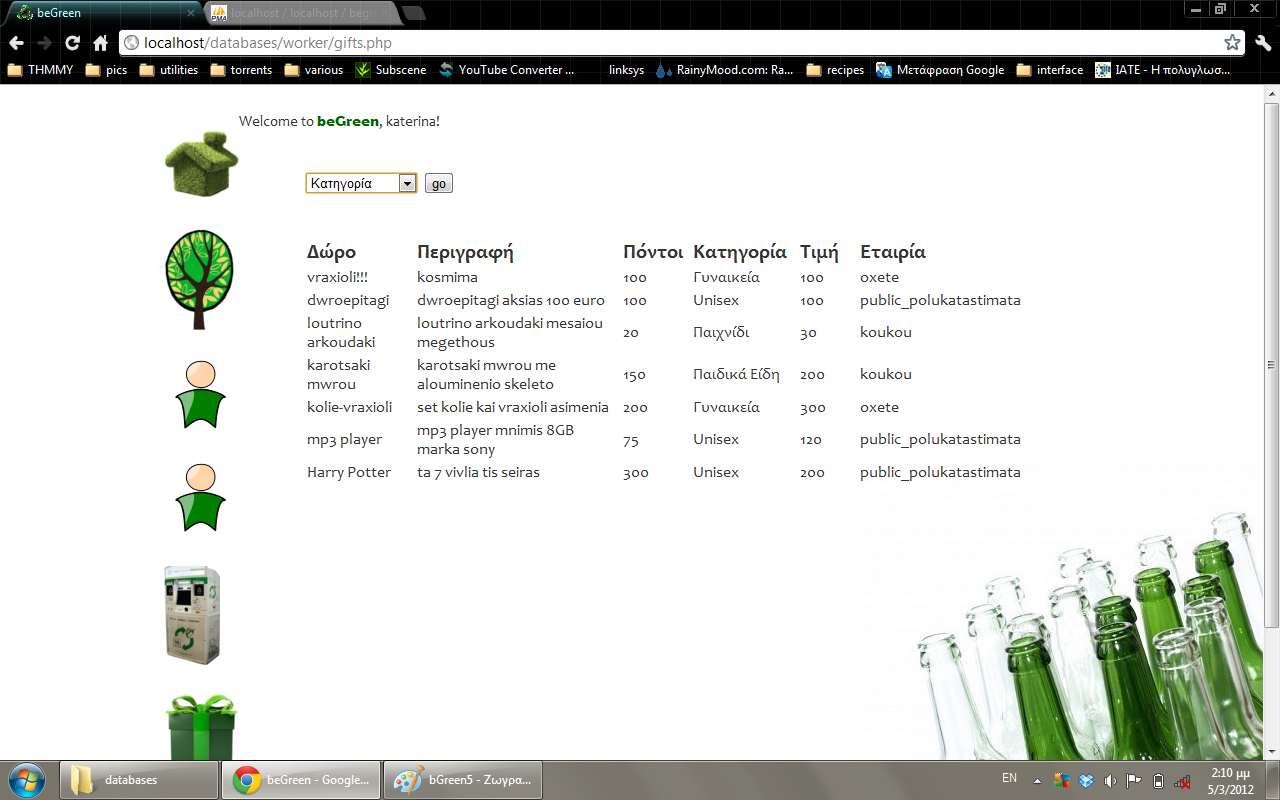 beGreen
localhost / localhost / begr
localhost/databases/worker/gifts.php
THMMY pics utilities torrents various Subscene YouTube Converter ... linksys RainyMood.com: Ra... recipes Μετάφραση Google interface IATE - Η πολυγλωσ...
Welcome to beGreen, katerina!
Κατηγορία go
Δώρο Περιγραφή Πόντοι Κατηγορία Τιμή Εταιρία
vraxioli!!! kosmima 100 Γυναικεία 100 oxete
dwroepitagi dwroepitagi aksias 100 euro 100 Unisex 100 public_polukatastimata
loutrino arkoudaki loutrino arkoudaki mesaiou megethous 20 Παιχνίδι 30 koukou
karotsaki mwrou karotsaki mwrou me alouminenio skeleto 150 Παιδικά Είδη 200 koukou
kolie-vraxioli set kolie kai vraxioli asimenia 200 Γυναικεία 300 oxete
mp3 player mp3 player mnimis 8GB marka sony 75 Unisex 120 public_polukatastimata
Harry Potter ta 7 vivlia tis seiras 300 Unisex 200 public_polukatastimata
databases beGreen - Google... bGreen5 - Ζωγρα... EN 2:10 μμ
5/3/2012